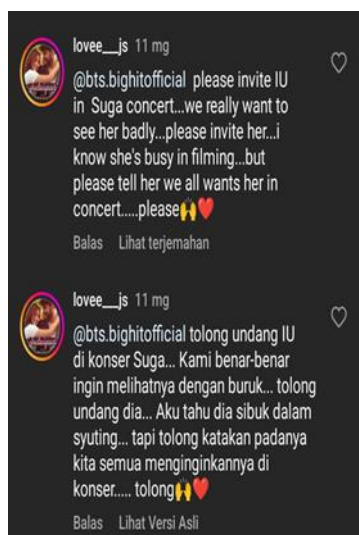 lovee__js 11 mg
@bts.bighitofficial please invite IU
in Suga concert...we really want to
see her badly...please invite her...i
know she's busy in filming...but
please tell her we all wants her in
concert.....please🙌❤️
Balas Lihat terjemahan
lovee__js 11 mg
@bts.bighitofficial tolong undang IU
di konser Suga... Kami benar-benar
ingin melihatnya dengan buruk... tolong
undang dia... Aku tahu dia sibuk dalam
syuting... tapi tolong katakan padanya
kita semua menginginkannya di
konser..... tolong🙌❤️
Balas Lihat Versi Asli